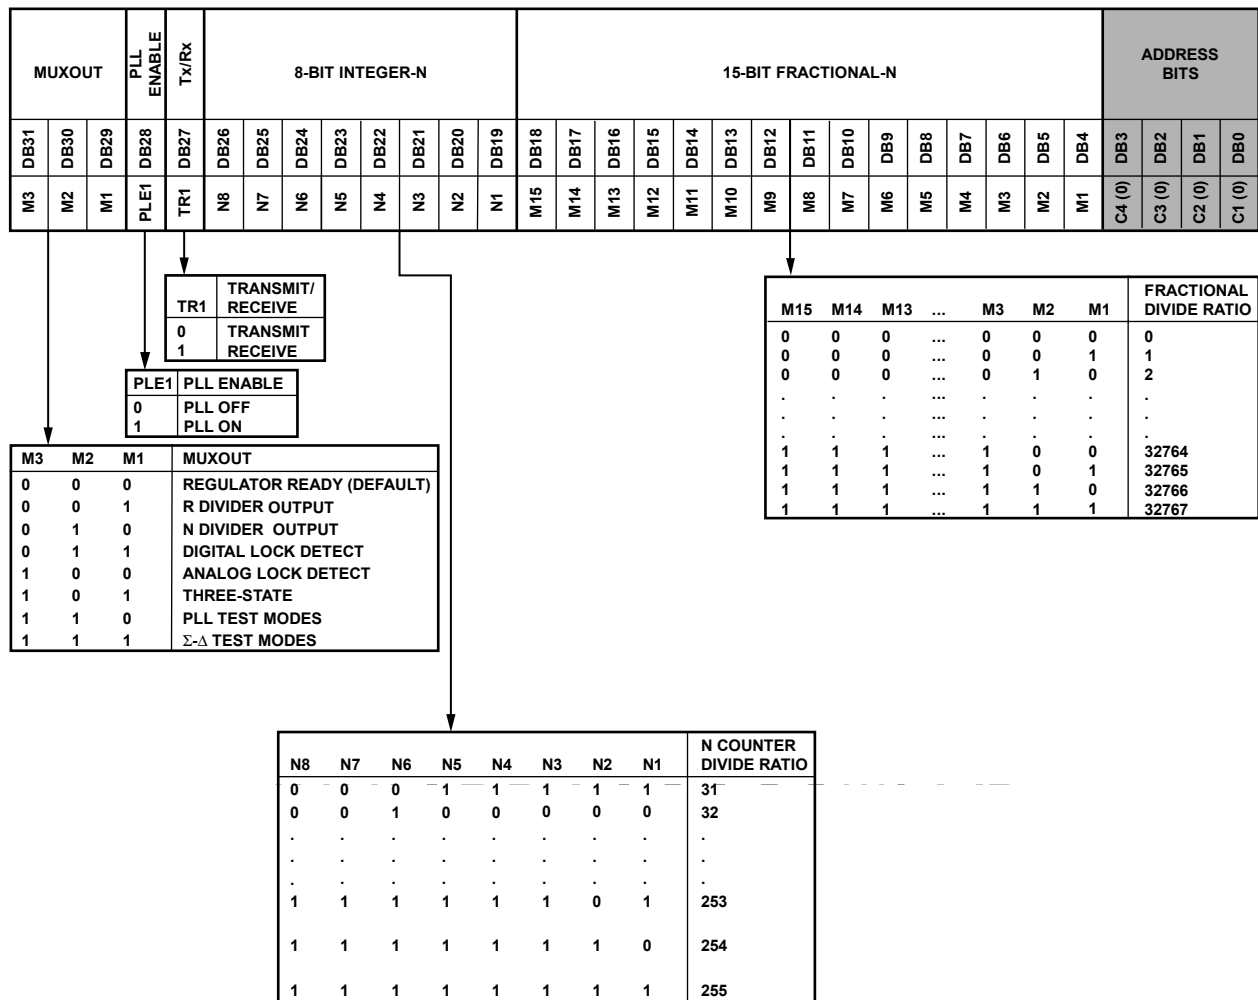 MUXOUT PLL ENABLE Tx/Rx 8-BIT INTEGER-N 15-BIT FRACTIONAL-N ADDRESS BITS
DB31 DB30 DB29 DB28 DB27 DB26 DB25 DB24 DB23 DB22 DB21 DB20 DB19 DB18 DB17 DB16 DB15 DB14 DB13 DB12 DB11 DB10 DB9 DB8 DB7 DB6 DB5 DB4 DB3 DB2 DB1 DB0
M3 M2 M1 PLE1 TR1 N8 N7 N6 N5 N4 N3 N2 N1 M15 M14 M13 M12 M11 M10 M9 M8 M7 M6 M5 M4 M3 M2 M1 C4 (0) C3 (0) C2 (0) C1 (0)
TR1 TRANSMIT/ RECEIVE
0 TRANSMIT
1 RECEIVE
PLE1 PLL ENABLE
0 PLL OFF
1 PLL ON
M3 M2 M1 MUXOUT
0 0 0 REGULATOR READY (DEFAULT)
0 0 1 R DIVIDER OUTPUT
0 1 0 N DIVIDER OUTPUT
0 1 1 DIGITAL LOCK DETECT
1 0 0 ANALOG LOCK DETECT
1 0 1 THREE-STATE
1 1 0 PLL TEST MODES
1 1 1 Σ-Δ TEST MODES
M15 M14 M13 ... M3 M2 M1 FRACTIONAL DIVIDE RATIO
0 0 0 ... 0 0 0 0
0 0 0 ... 0 0 1 1
0 0 0 ... 0 1 0 2
. . . ... . . . .
. . . ... . . . .
. . . ... . . . .
1 1 1 ... 1 0 0 32764
1 1 1 ... 1 0 1 32765
1 1 1 ... 1 1 0 32766
1 1 1 ... 1 1 1 32767
N8 N7 N6 N5 N4 N3 N2 N1 N COUNTER DIVIDE RATIO
0 0 0 1 1 1 1 1 31
0 0 1 0 0 0 0 0 32
. . . . . . . . .
. . . . . . . . .
. . . . . . . . .
1 1 1 1 1 1 0 1 253
1 1 1 1 1 1 1 0 254
1 1 1 1 1 1 1 1 255